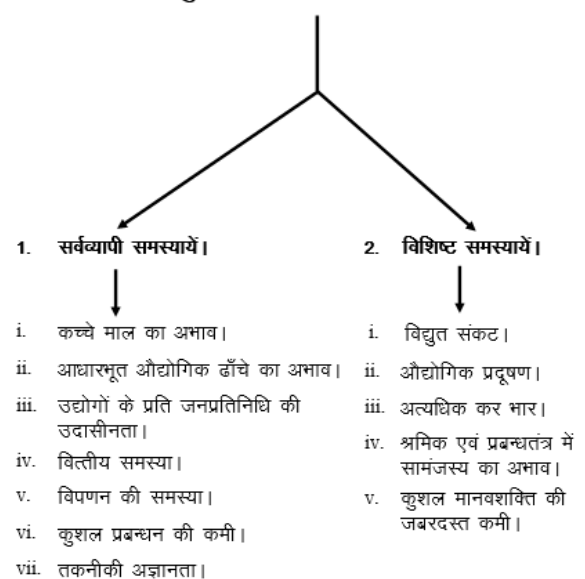 1. सर्वव्यापी समस्यायें।
i. कच्चे माल का अभाव।
ii. आधारभूत औद्योगिक ढाँचे का अभाव।
iii. उद्योगों के प्रति जनप्रतिनिधि की
उदासीनता।
iv. वित्तीय समस्या।
v. विपणन की समस्या।
vi. कुशल प्रबन्धन की कमी।
vii. तकनीकी अज्ञानता।
2. विशिष्ट समस्यायें।
i. विद्युत संकट।
ii. औद्योगिक प्रदूषण।
iii. अत्यधिक कर भार।
iv. श्रमिक एवं प्रबन्धतंत्र में
सामंजस्य का अभाव।
v. कुशल मानवशक्ति की
जबरदस्त कमी।